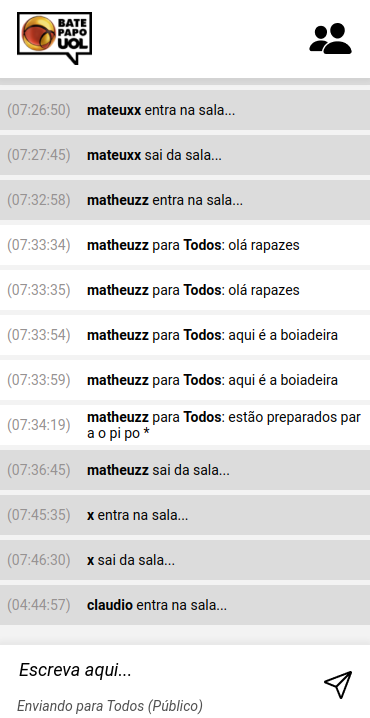 BATE
PAPO
UOL
(07:26:50) mateuxx entra na sala...
(07:27:45) mateuxx sai da sala...
(07:32:58) matheuzz entra na sala...
(07:33:34) matheuzz para Todos: olá rapazes
(07:33:35) matheuzz para Todos: olá rapazes
(07:33:54) matheuzz para Todos: aqui é a boiadeira
(07:33:59) matheuzz para Todos: aqui é a boiadeira
(07:34:19) matheuzz para Todos: estão preparados par
a o pi po *
(07:36:45) matheuzz sai da sala...
(07:45:35) x entra na sala...
(07:46:30) x sai da sala...
(04:44:57) claudio entra na sala...
Escreva aqui...
Enviando para Todos (Público)